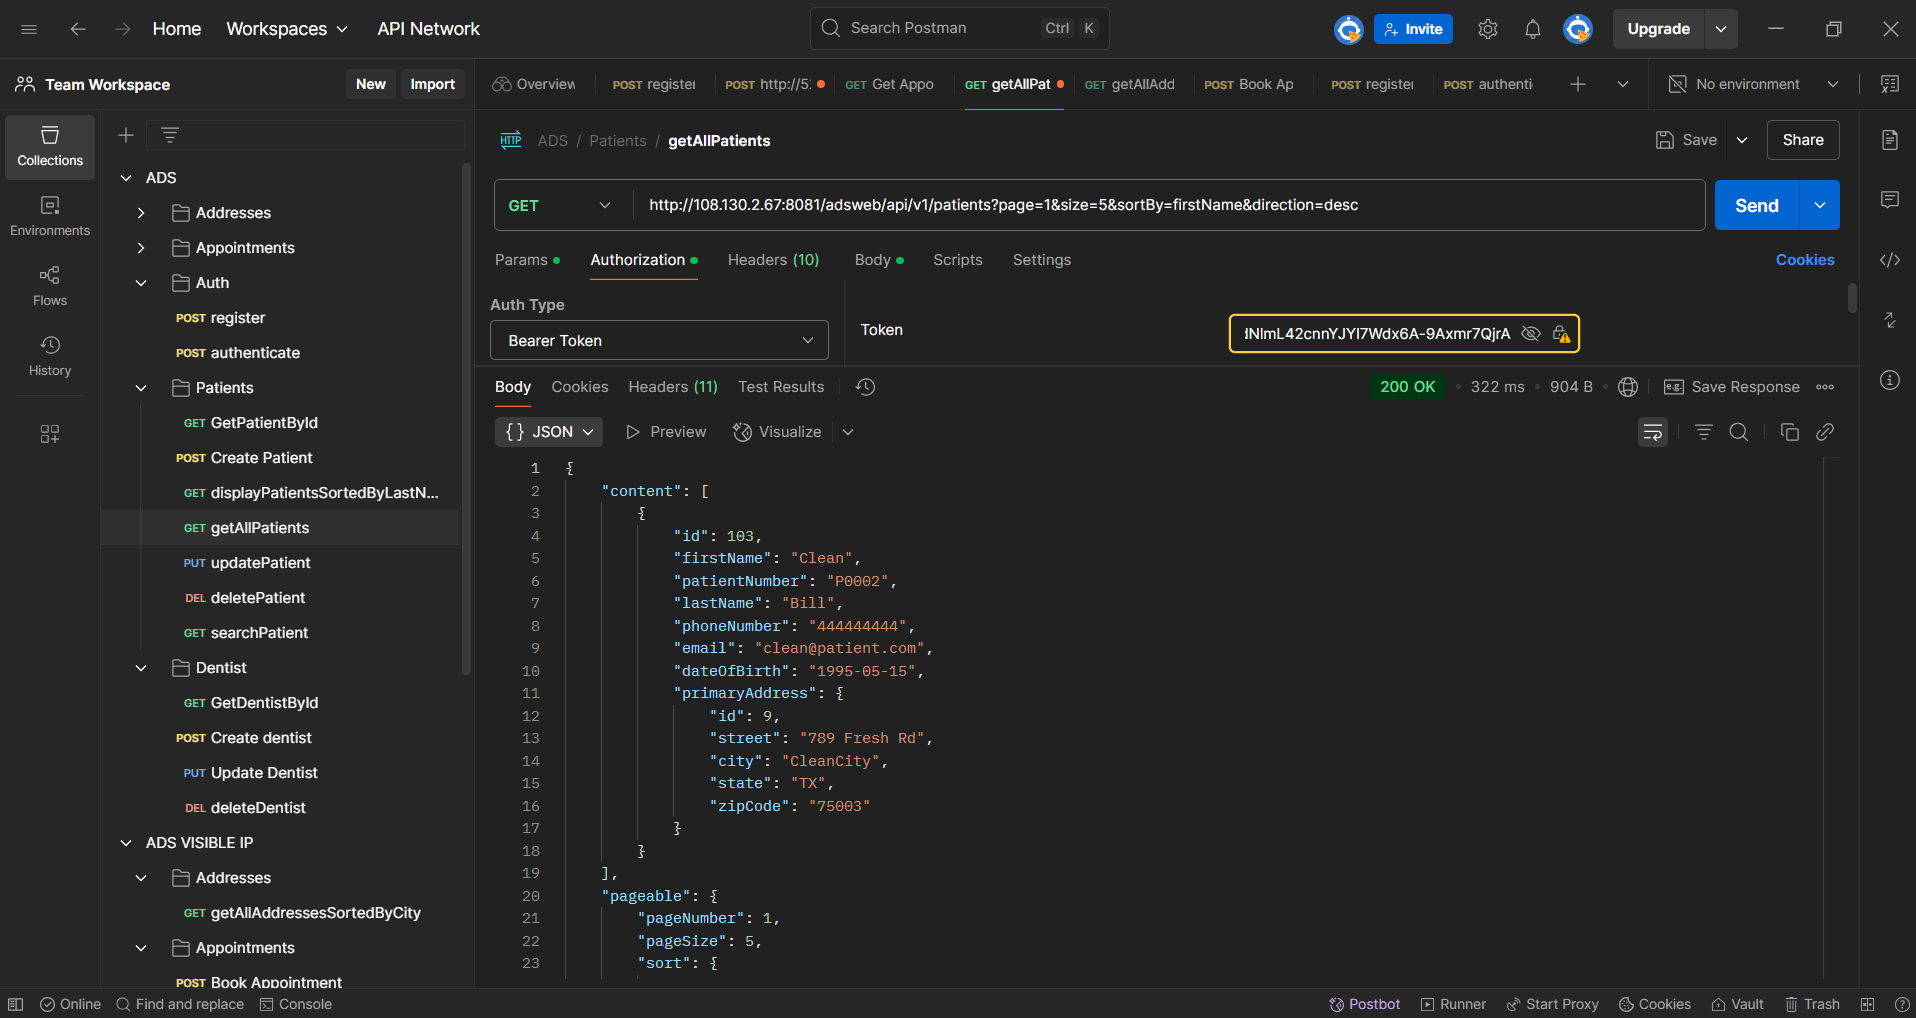 Home Workspaces API Network Search Postman Ctrl K Invite Upgrade
Team Workspace New Import
Overview POST register POST http://5. GET Get Appo GET getAllPat GET getAllAdd POST Book Ap POST register POST authenti No environment
Collections
Environments
Flows
History
ADS
Addresses
Appointments
Auth
POST register
POST authenticate
Patients
GET GetPatientById
POST Create Patient
GET displayPatientsSortedByLastN...
GET getAllPatients
PUT updatePatient
DEL deletePatient
GET searchPatient
Dentist
GET GetDentistById
POST Create dentist
PUT Update Dentist
DEL deleteDentist
ADS VISIBLE IP
Addresses
GET getAllAddressesSortedByCity
Appointments
POST Book Appointment
HTTP ADS / Patients / getAllPatients Save Share
GET http://108.130.2.67:8081/adsweb/api/v1/patients?page=1&size=5&sortBy=firstName&direction=desc Send
Params Authorization Headers (10) Body Scripts Settings Cookies
Auth Type
Bearer Token
Token
Body Cookies Headers (11) Test Results 200 OK 322 ms 904 B e.g. Save Response
{} JSON Preview Visualize
1 {
2 "content": [
3 {
4 "id": 103,
5 "firstName": "Clean",
6 "patientNumber": "P0002",
7 "lastName": "Bill",
8 "phoneNumber": "444444444",
9 "email": "clean@patient.com",
10 "dateOfBirth": "1995-05-15",
11 "primaryAddress": {
12 "id": 9,
13 "street": "789 Fresh Rd",
14 "city": "CleanCity",
15 "state": "TX",
16 "zipCode": "75003"
17 }
18 }
19 ],
20 "pageable": {
21 "pageNumber": 1,
22 "pageSize": 5,
23 "sort": {
Online Find and replace Console Postbot Runner Start Proxy Cookies Vault Trash